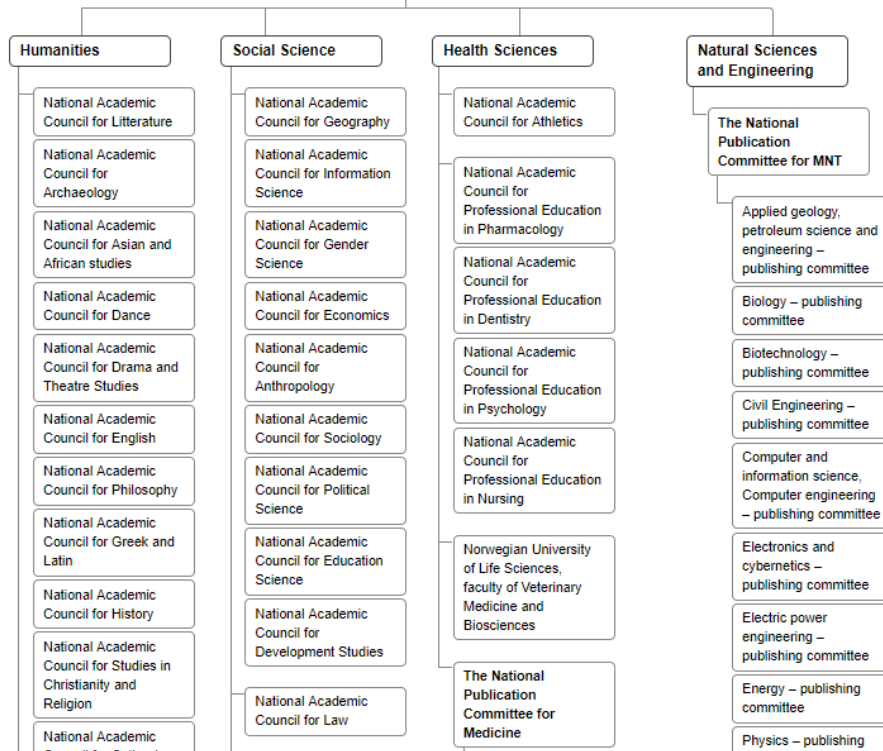 Humanities
National Academic
Council for Litterature
National Academic
Council for
Archaeology
National Academic
Council for Asian and
African studies
National Academic
Council for Dance
National Academic
Council for Drama and
Theatre Studies
National Academic
Council for English
National Academic
Council for Philosophy
National Academic
Council for Greek and
Latin
National Academic
Council for History
National Academic
Council for Studies in
Christianity and
Religion
National Academic
Social Science
National Academic
Council for Geography
National Academic
Council for Information
Science
National Academic
Council for Gender
Science
National Academic
Council for Economics
National Academic
Council for
Anthropology
National Academic
Council for Sociology
National Academic
Council for Political
Science
National Academic
Council for Education
Science
National Academic
Council for
Development Studies
National Academic
Council for Law
Health Sciences
National Academic
Council for Athletics
National Academic
Council for
Professional Education
in Pharmacology
National Academic
Council for
Professional Education
in Dentistry
National Academic
Council for
Professional Education
in Psychology
National Academic
Council for
Professional Education
in Nursing
Norwegian University
of Life Sciences,
faculty of Veterinary
Medicine and
Biosciences
The National
Publication
Committee for
Medicine
Natural Sciences
and Engineering
The National
Publication
Committee for MNT
Applied geology,
petroleum science and
engineering –
publishing committee
Biology – publishing
committee
Biotechnology –
publishing committee
Civil Engineering –
publishing committee
Computer and
information science,
Computer engineering
– publishing committee
Electronics and
cybernetics –
publishing committee
Electric power
engineering –
publishing committee
Energy – publishing
committee
Physics – publishing